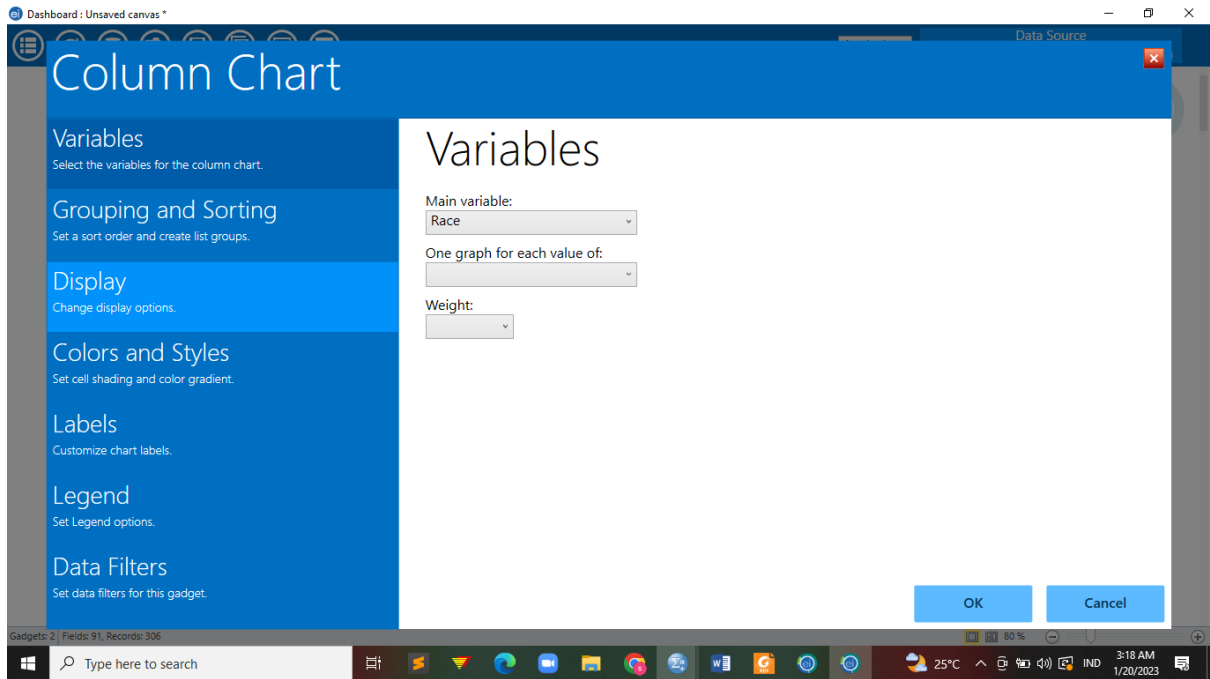 ei Dashboard : Unsaved canvas *
Data Source
Column Chart
Variables
Select the variables for the column chart.
Grouping and Sorting
Set a sort order and create list groups.
Display
Change display options.
Colors and Styles
Set cell shading and color gradient.
Labels
Customize chart labels.
Legend
Set Legend options.
Data Filters
Set data filters for this gadget.
Variables
Main variable:
Race
One graph for each value of:
Weight:
OK
Cancel
Gadgets: 2 Fields: 91, Records: 306
80 %
Type here to search
25°C
IND
3:18 AM
1/20/2023